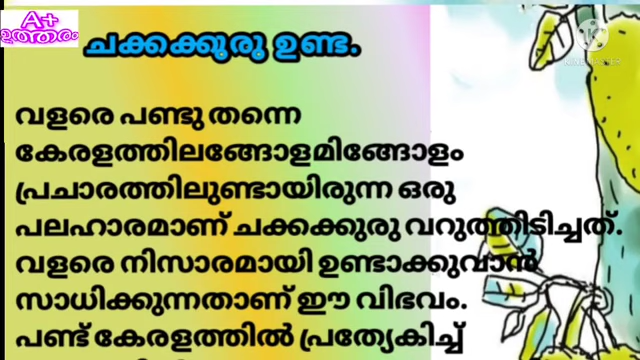 A+
ഉത്തരം
ചക്കക്കുരു ഉണ്ട.
വളരെ പണ്ടു തന്നെ
കേരളത്തിലങ്ങോളമിങ്ങോളം
പ്രചാരത്തിലുണ്ടായിരുന്ന ഒരു
പലഹാരമാണ് ചക്കക്കുരു വറുത്തിടിച്ചത്.
വളരെ നിസാരമായി ഉണ്ടാക്കുവാൻ
സാധിക്കുന്നതാണ് ഈ വിഭവം.
പണ്ട് കേരളത്തിൽ പ്രത്യേകിച്ച്